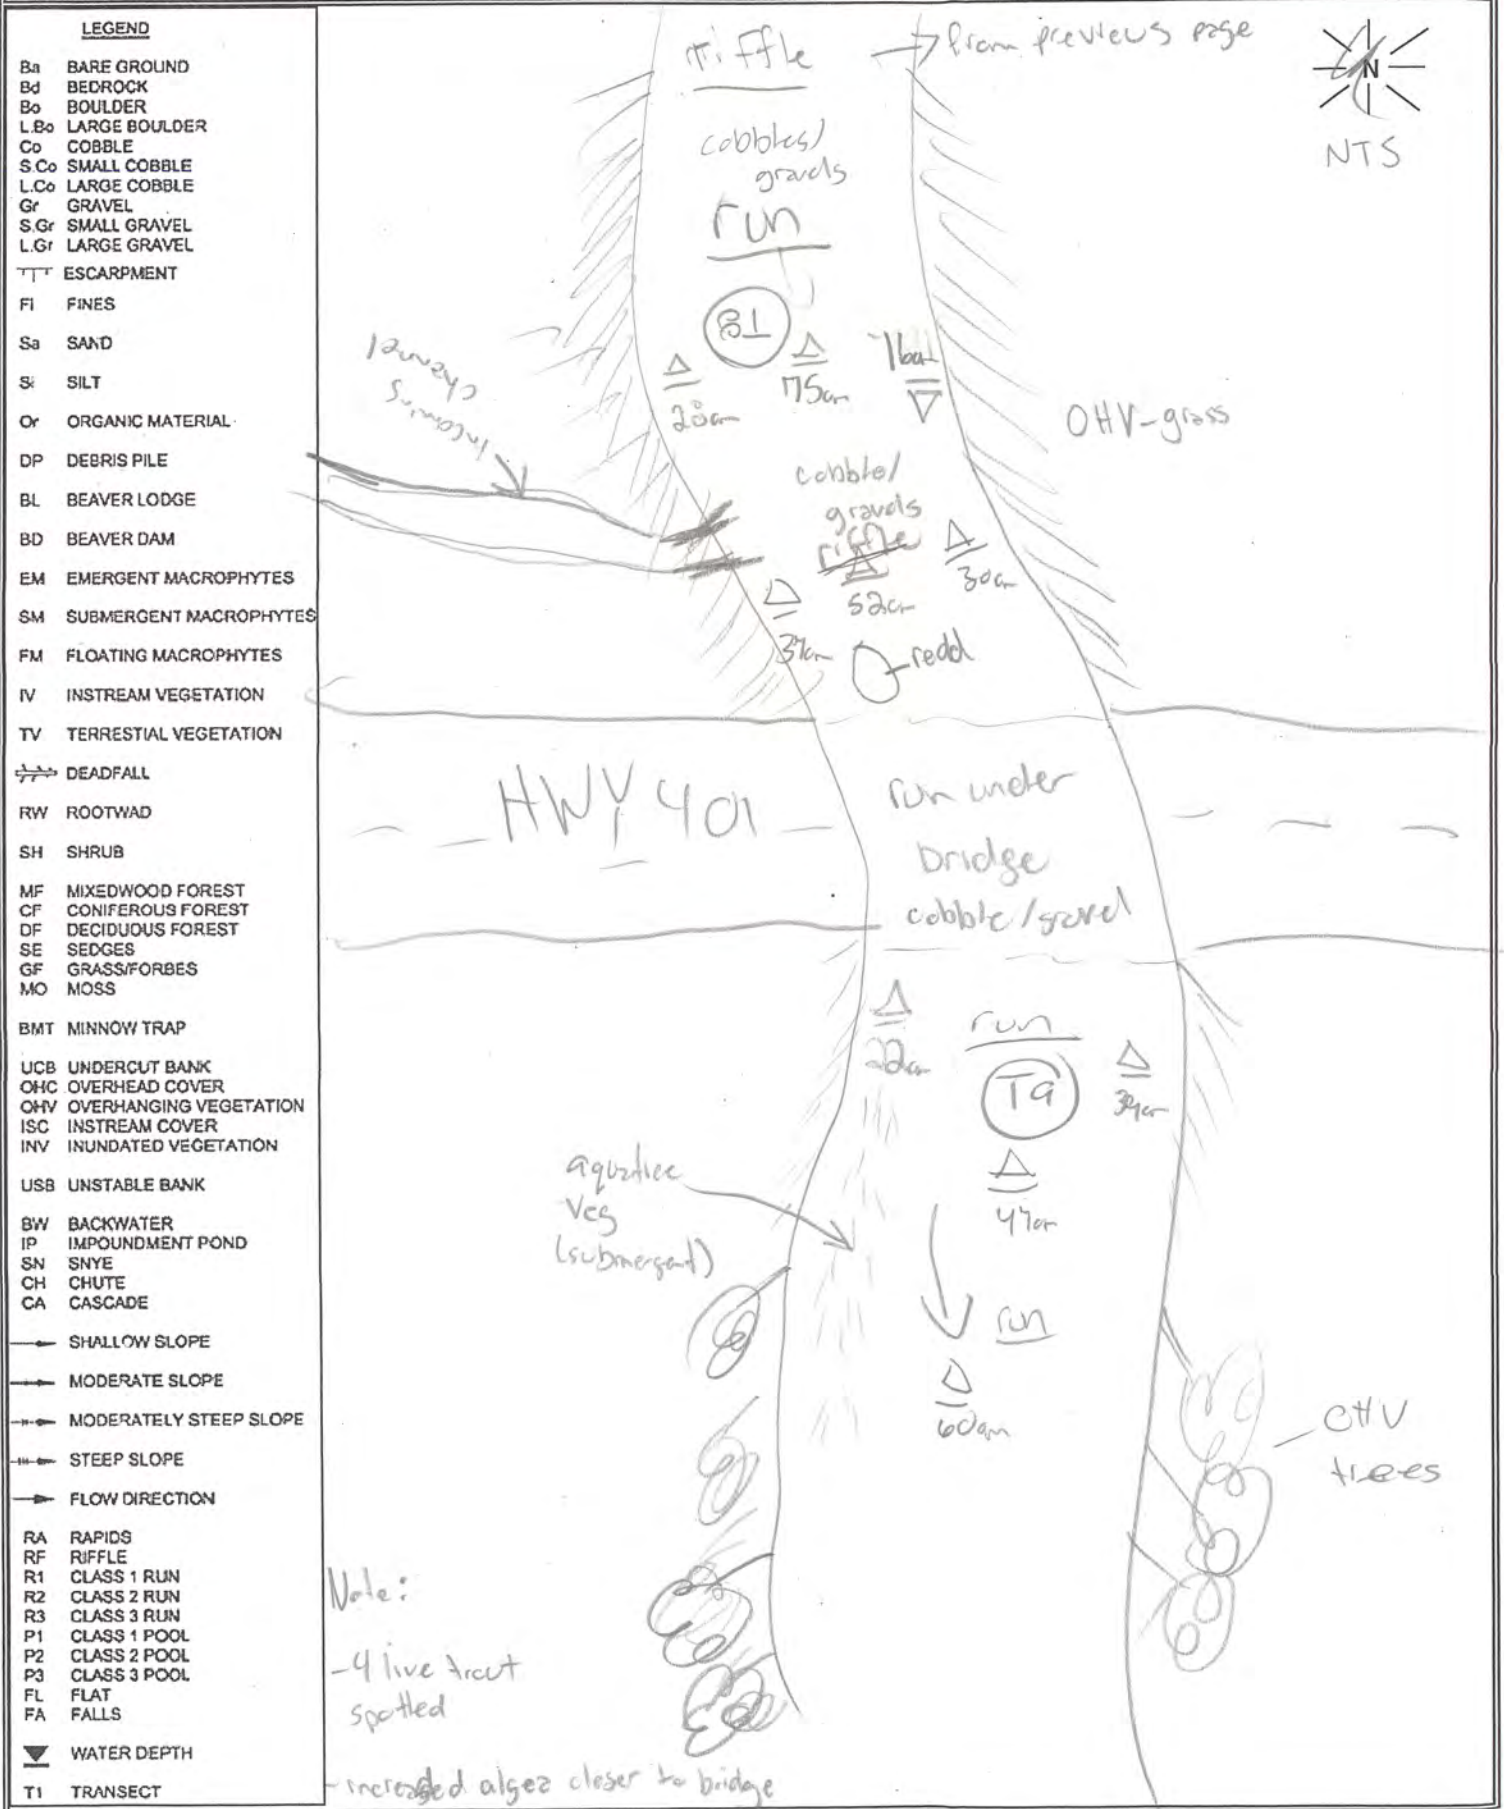 LEGEND
Ba BARE GROUND
Bd BEDROCK
Bo BOULDER
L.Bo LARGE BOULDER
Co COBBLE
S.Co SMALL COBBLE
L.Co LARGE COBBLE
Gr GRAVEL
S.Gr SMALL GRAVEL
L.Gr LARGE GRAVEL
ESCARPMENT
FI FINES
Sa SAND
Si SILT
Or ORGANIC MATERIAL
DP DEBRIS PILE
BL BEAVER LODGE
BD BEAVER DAM
EM EMERGENT MACROPHYTES
SM SUBMERGENT MACROPHYTES
FM FLOATING MACROPHYTES
IV INSTREAM VEGETATION
TV TERRESTIAL VEGETATION
DEADFALL
RW ROOTWAD
SH SHRUB
MF MIXEDWOOD FOREST
CF CONIFEROUS FOREST
DF DECIDUOUS FOREST
SE SEDGES
GF GRASS/FORBES
MO MOSS
BMT MINNOW TRAP
UCB UNDERCUT BANK
OHC OVERHEAD COVER
OHV OVERHANGING VEGETATION
ISC INSTREAM COVER
INV INUNDATED VEGETATION
USB UNSTABLE BANK
BW BACKWATER
IP IMPOUNDMENT POND
SN SNYE
CH CHUTE
CA CASCADE
SHALLOW SLOPE
MODERATE SLOPE
MODERATELY STEEP SLOPE
STEEP SLOPE
FLOW DIRECTION
RA RAPIDS
RF RIFFLE
R1 CLASS 1 RUN
R2 CLASS 2 RUN
R3 CLASS 3 RUN
P1 CLASS 1 POOL
P2 CLASS 2 POOL
P3 CLASS 3 POOL
FL FLAT
FA FALLS
WATER DEPTH
T1 TRANSECT
riffle
from previous page
N
NTS
cobbles/
gravels
run
T8
28cm
75cm
incoming
channel
OHV-grass
cobble/
gravels
riffle
52cm
30cm
redd
HWY 401
run under
bridge
cobble/gravel
22cm
run
T9
47cm
aquatic
veg
(submergent)
run
60cm
OHV
trees
Note:
-4 live trout
spotted
-increased algea closer to bridge